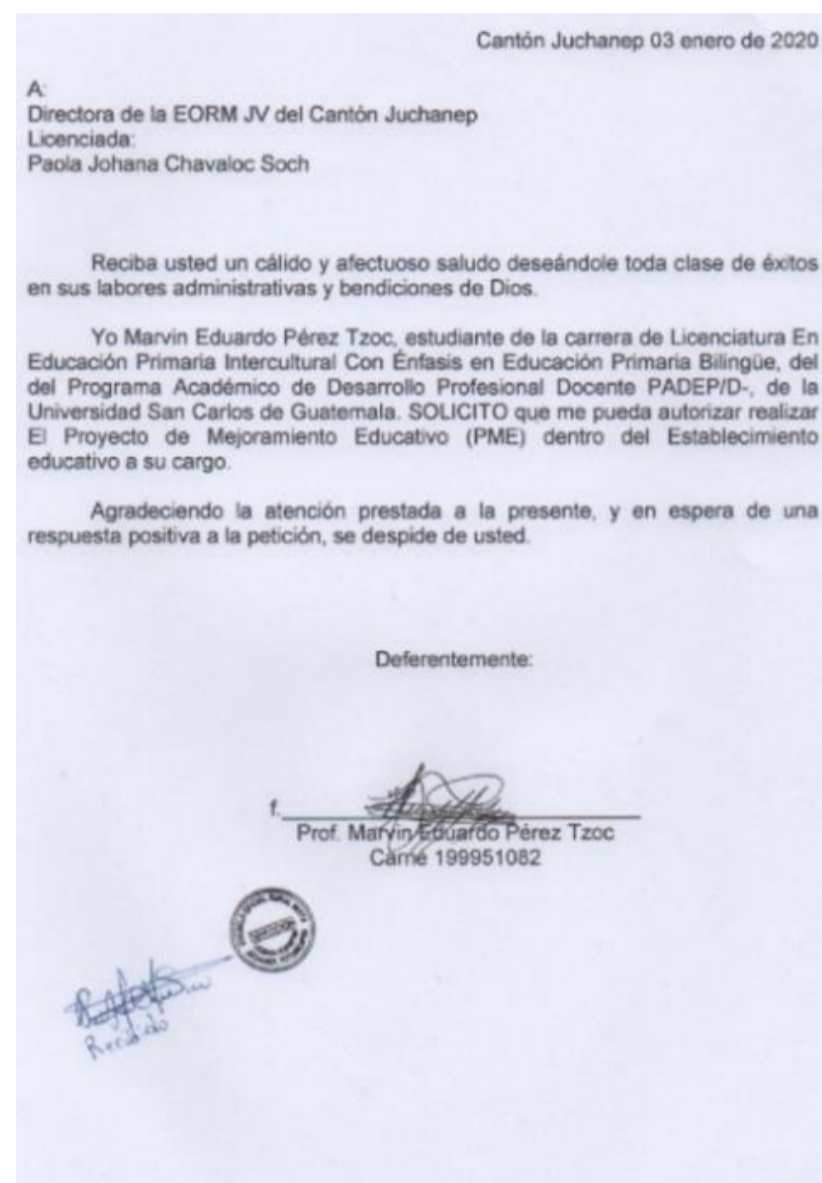 Cantón Juchanep 03 enero de 2020
A:
Directora de la EORM JV del Cantón Juchanep
Licenciada:
Paola Johana Chavaloc Soch
Reciba usted un cálido y afectuoso saludo deseándole toda clase de éxitos
en sus labores administrativas y bendiciones de Dios.
Yo Marvin Eduardo Pérez Tzoc, estudiante de la carrera de Licenciatura En
Educación Primaria Intercultural Con Énfasis en Educación Primaria Bilingüe, del
del Programa Académico de Desarrollo Profesional Docente PADEP/D-, de la
Universidad San Carlos de Guatemala. SOLICITO que me pueda autorizar realizar
El Proyecto de Mejoramiento Educativo (PME) dentro del Establecimiento
educativo a su cargo.
Agradeciendo la atención prestada a la presente, y en espera de una
respuesta positiva a la petición, se despide de usted.
Deferentemente:
f.
Prof. Marvin Eduardo Pérez Tzoc
Carné 199951082
Recibido